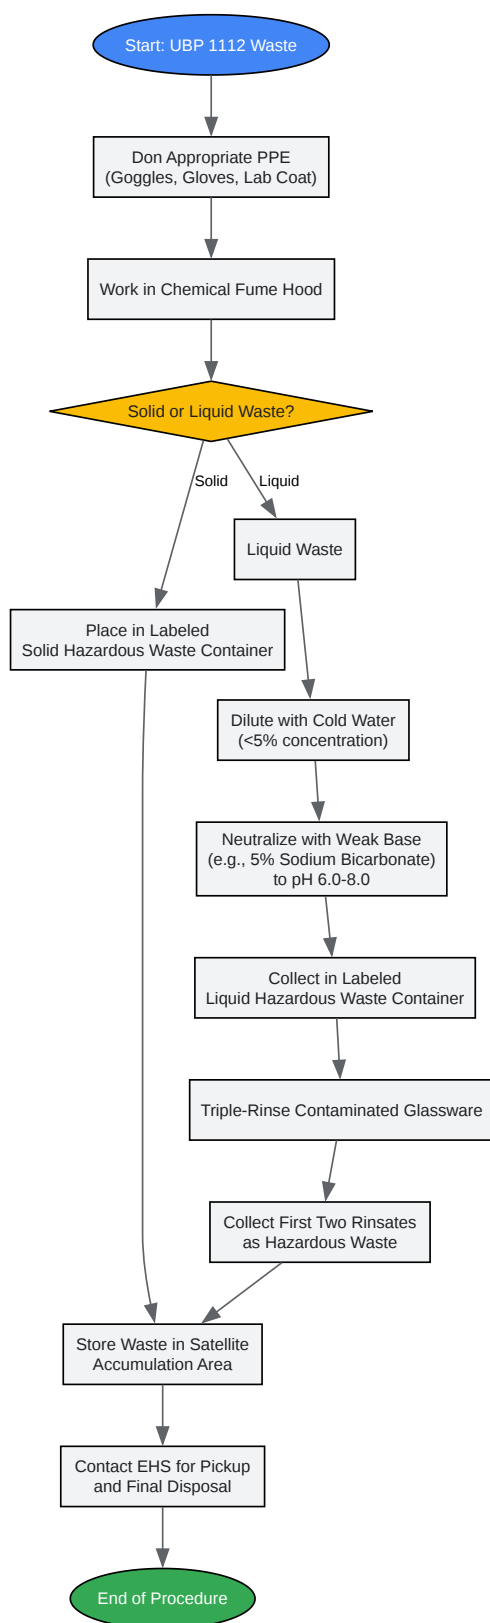 Start: UBP 1112 Waste
Don Appropriate PPE
(Goggles, Gloves, Lab Coat)
Work in Chemical Fume Hood
Solid or Liquid Waste?
Solid
Liquid
Liquid Waste
Place in Labeled
Solid Hazardous Waste Container
Dilute with Cold Water
(<5% concentration)
Neutralize with Weak Base
(e.g., 5% Sodium Bicarbonate)
to pH 6.0-8.0
Collect in Labeled
Liquid Hazardous Waste Container
Triple-Rinse Contaminated Glassware
Collect First Two Rinsates
as Hazardous Waste
Store Waste in Satellite
Accumulation Area
Contact EHS for Pickup
and Final Disposal
End of Procedure